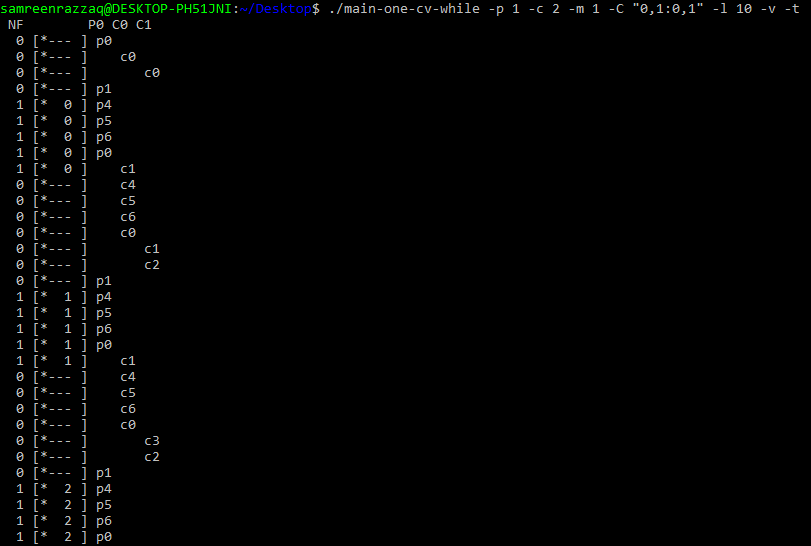 samreenrazzaq@DESKTOP-PH51JNI:~/Desktop$ ./main-one-cv-while -p 1 -c 2 -m 1 -C "0,1:0,1" -l 10 -v -t
 NF        P0 C0 C1
  0 [*--- ] p0
  0 [*--- ]    c0
  0 [*--- ]       c0
  0 [*--- ] p1
  1 [*  0 ] p4
  1 [*  0 ] p5
  1 [*  0 ] p6
  1 [*  0 ] p0
  1 [*  0 ]    c1
  0 [*--- ]    c4
  0 [*--- ]    c5
  0 [*--- ]    c6
  0 [*--- ]    c0
  0 [*--- ]       c1
  0 [*--- ]       c2
  0 [*--- ] p1
  1 [*  1 ] p4
  1 [*  1 ] p5
  1 [*  1 ] p6
  1 [*  1 ] p0
  1 [*  1 ]    c1
  0 [*--- ]    c4
  0 [*--- ]    c5
  0 [*--- ]    c6
  0 [*--- ]    c0
  0 [*--- ]       c3
  0 [*--- ]       c2
  0 [*--- ] p1
  1 [*  2 ] p4
  1 [*  2 ] p5
  1 [*  2 ] p6
  1 [*  2 ] p0